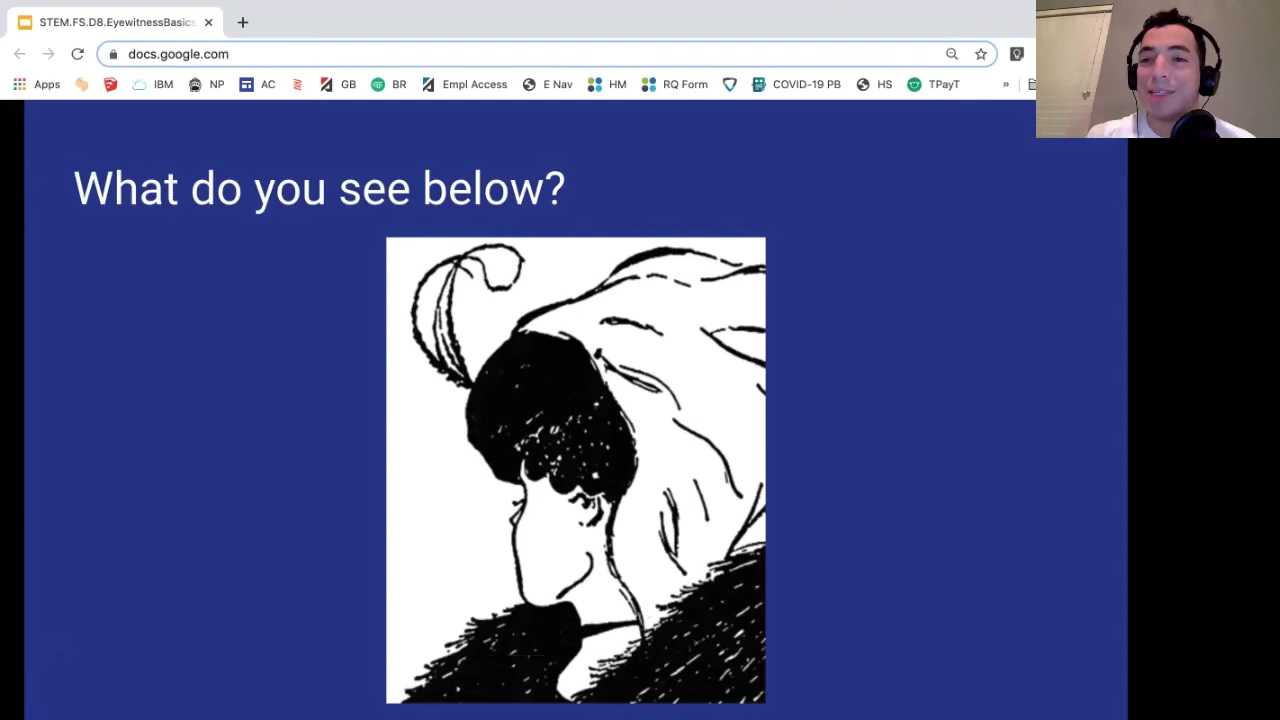 STEM.FS.D8.EyewitnessBasics
docs.google.com
Apps IBM NP AC GB BR Empl Access E Nav HM RQ Form COVID-19 PB HS TPayT »
What do you see below?